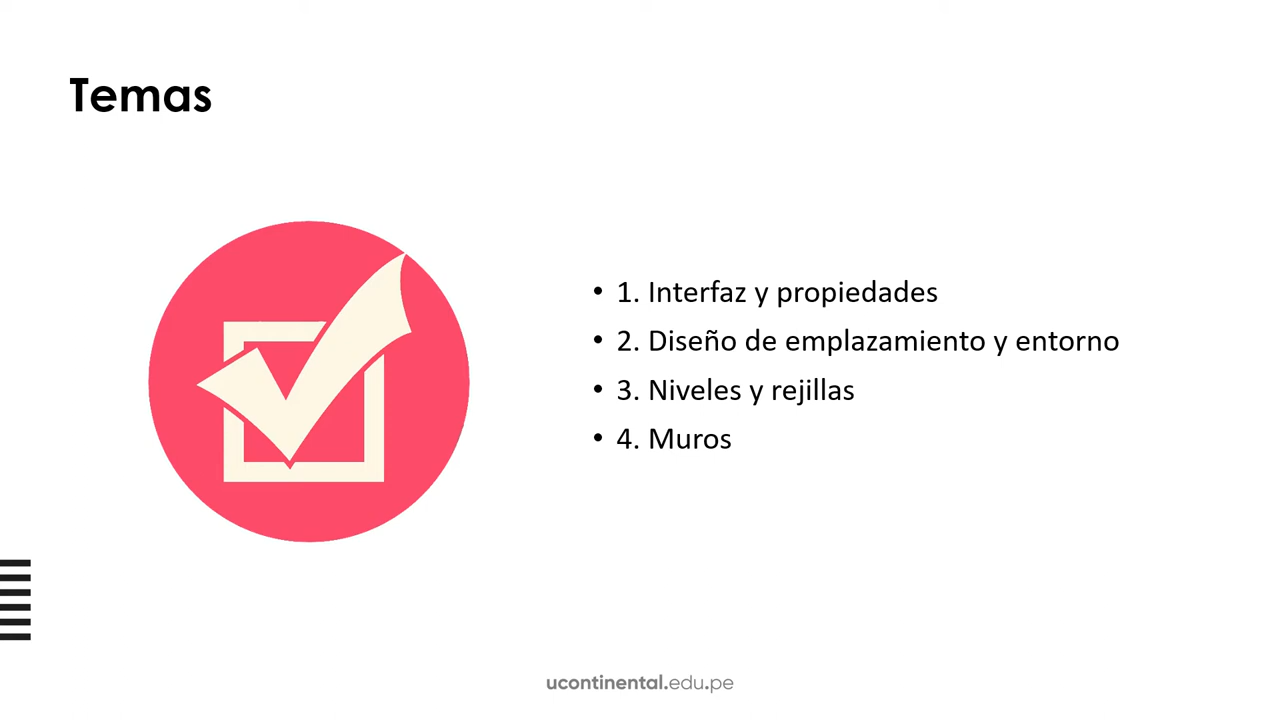 Temas
• 1. Interfaz y propiedades
• 2. Diseño de emplazamiento y entorno
• 3. Niveles y rejillas
• 4. Muros
ucontinental.edu.pe